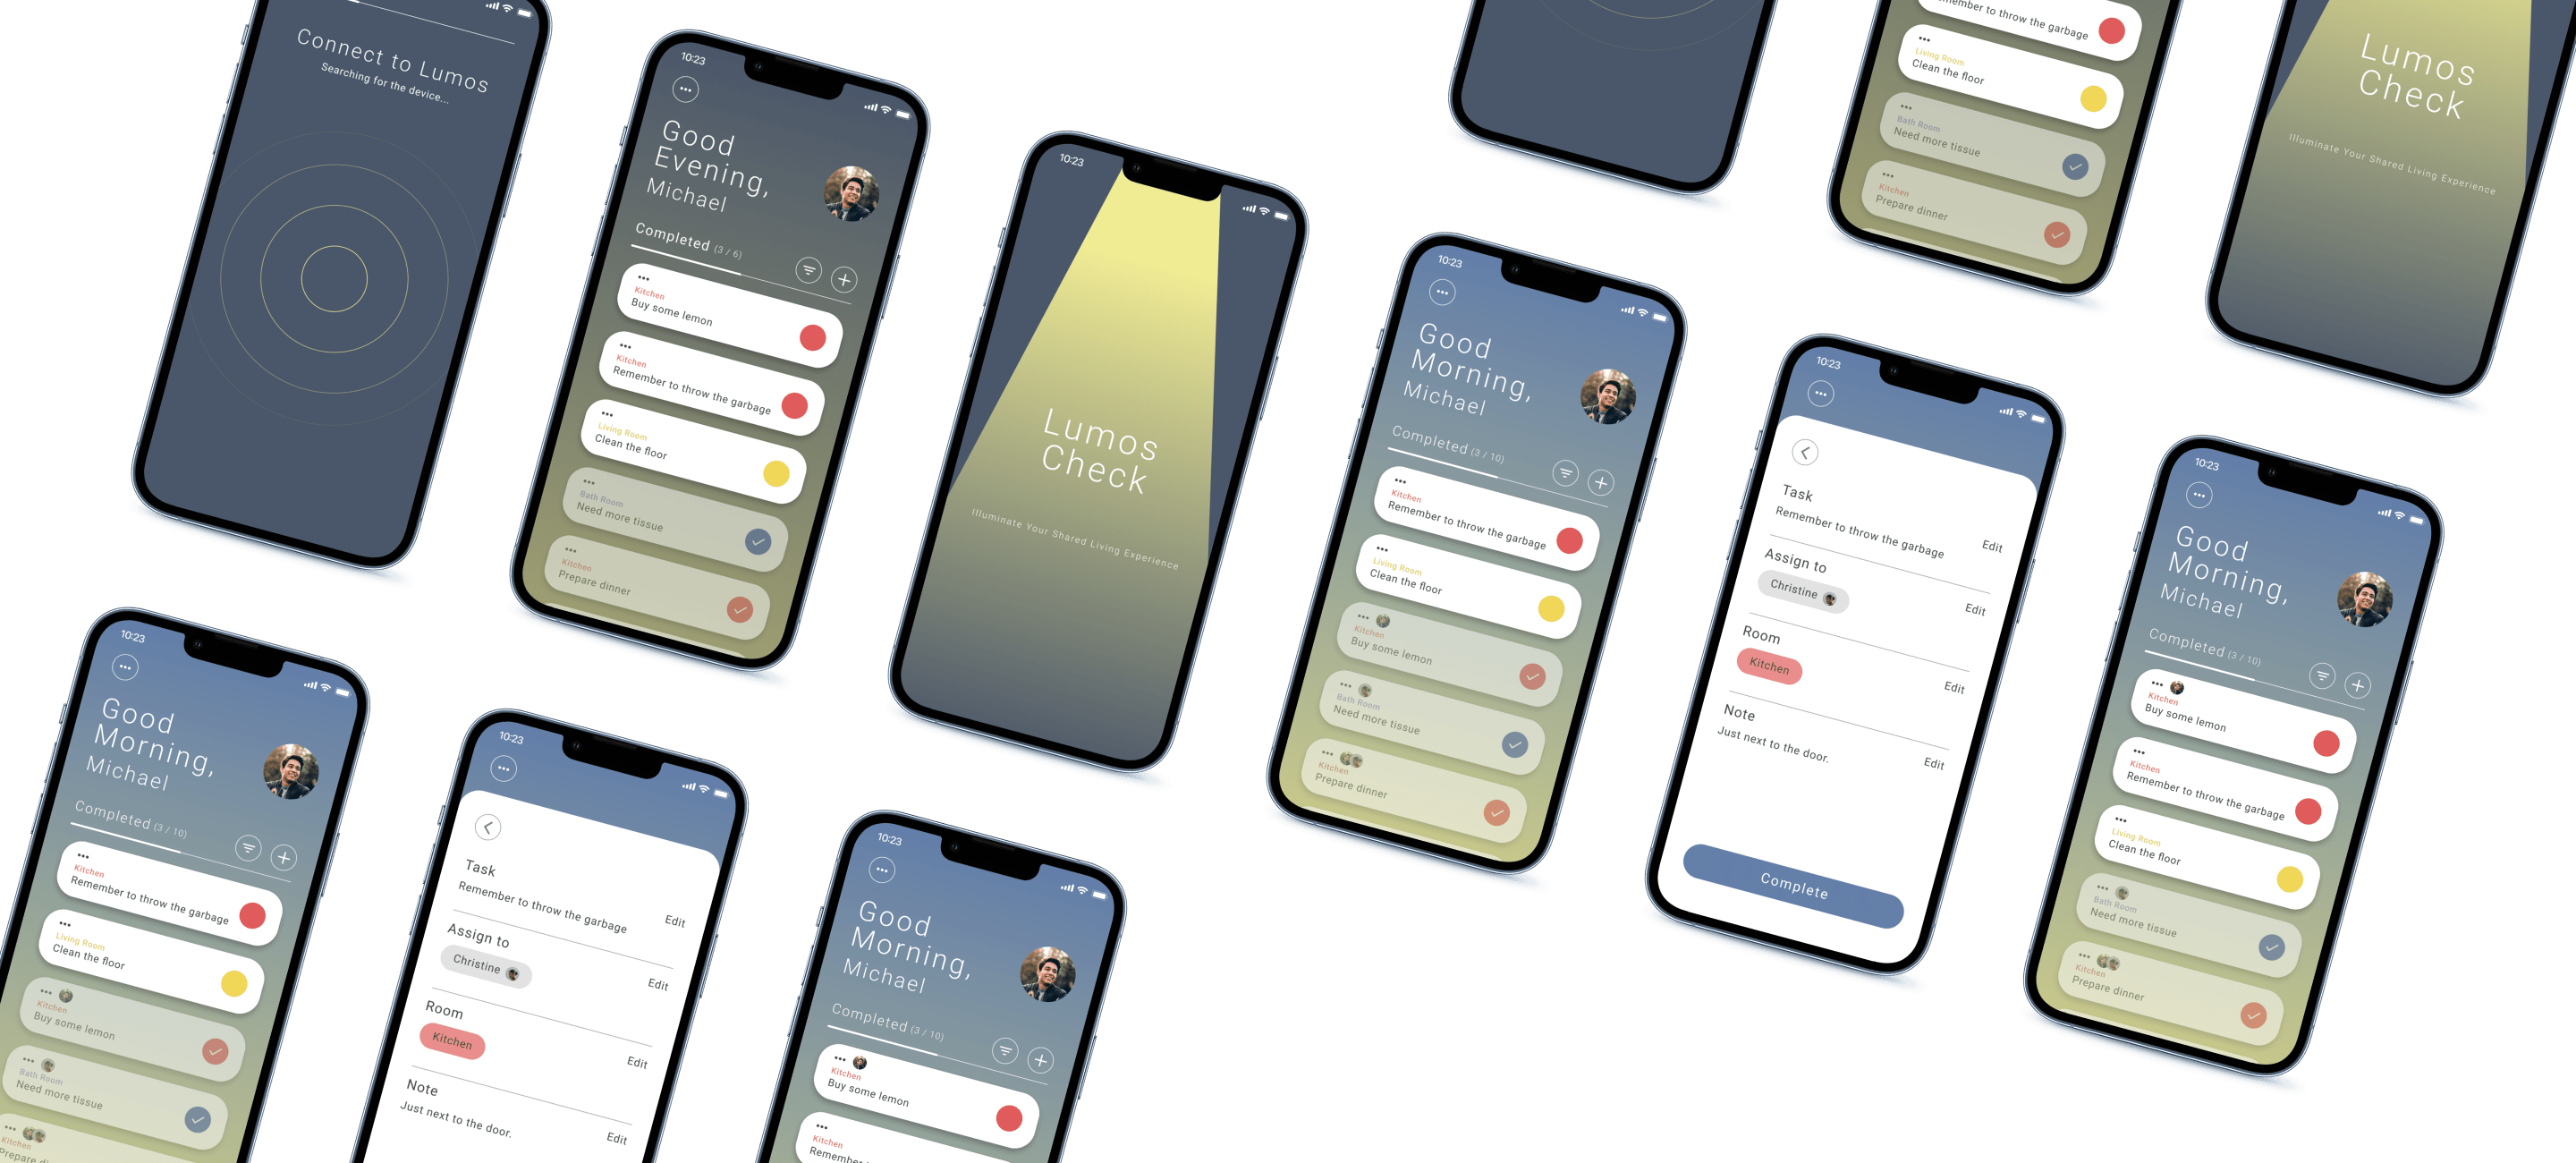 Connect to Lumos
Searching for the device...
10:23
Good
Evening,
Michael
Completed (3 / 6)
Kitchen
Buy some lemon
Kitchen
Remember to throw the garbage
Living Room
Clean the floor
Bath Room
Need more tissue
Kitchen
Prepare dinner
10:23
Lumos
Check
Illuminate Your Shared Living Experience
10:23
Good
Morning,
Michael
Completed (3 / 10)
Kitchen
Remember to throw the garbage
Living Room
Clean the floor
Kitchen
Buy some lemon
Bath Room
Need more tissue
Kitchen
Prepare dinner
Remember to throw the garbage
Living Room
Clean the floor
Bath Room
Need more tissue
Kitchen
Prepare dinner
Lumos
Check
Illuminate Your Shared Living Experience
10:23
Task
Remember to throw the garbage
Edit
Assign to
Christine
Edit
Room
Kitchen
Edit
Note
Just next to the door.
Edit
Complete
10:23
Good
Morning,
Michael
Completed (3 / 10)
Kitchen
Buy some lemon
Kitchen
Remember to throw the garbage
Living Room
Clean the floor
Bath Room
Need more tissue
Kitchen
Prepare dinner
10:23
Good
Morning,
Michael
Completed (3 / 10)
Kitchen
Remember to throw the garbage
Living Room
Clean the floor
Kitchen
Buy some lemon
Bath Room
Need more tissue
Kitchen
Prepare di
10:23
Task
Remember to throw the garbage
Edit
Assign to
Christine
Edit
Room
Kitchen
Edit
Note
Just next to the door.
Edit
10:23
Good
Morning,
Michael
Completed (3 / 10)
Kitchen
Buy some lemon
Kitchen
Remember